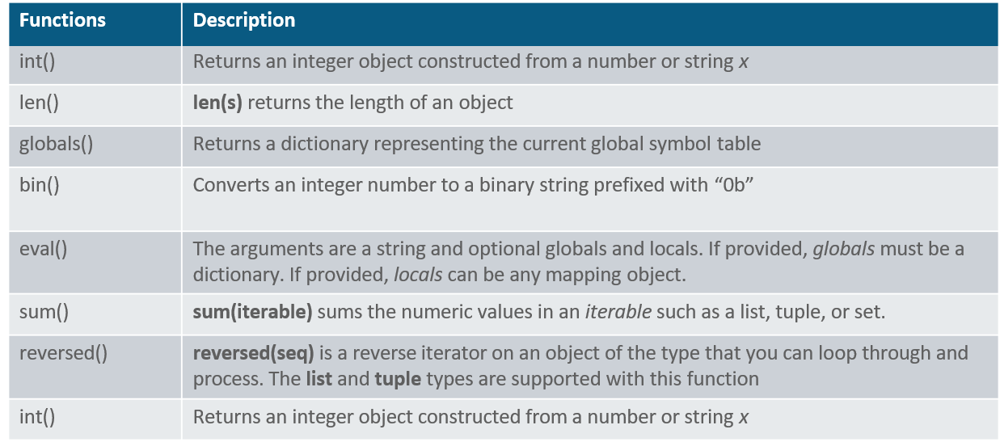 Functions
Description
int()
Returns an integer object constructed from a number or string x
len()
len(s) returns the length of an object
globals()
Returns a dictionary representing the current global symbol table
bin()
Converts an integer number to a binary string prefixed with “0b”
eval()
The arguments are a string and optional globals and locals. If provided, globals must be a
dictionary. If provided, locals can be any mapping object.
sum()
sum(iterable) sums the numeric values in an iterable such as a list, tuple, or set.
reversed()
reversed(seq) is a reverse iterator on an object of the type that you can loop through and
process. The list and tuple types are supported with this function
int()
Returns an integer object constructed from a number or string x